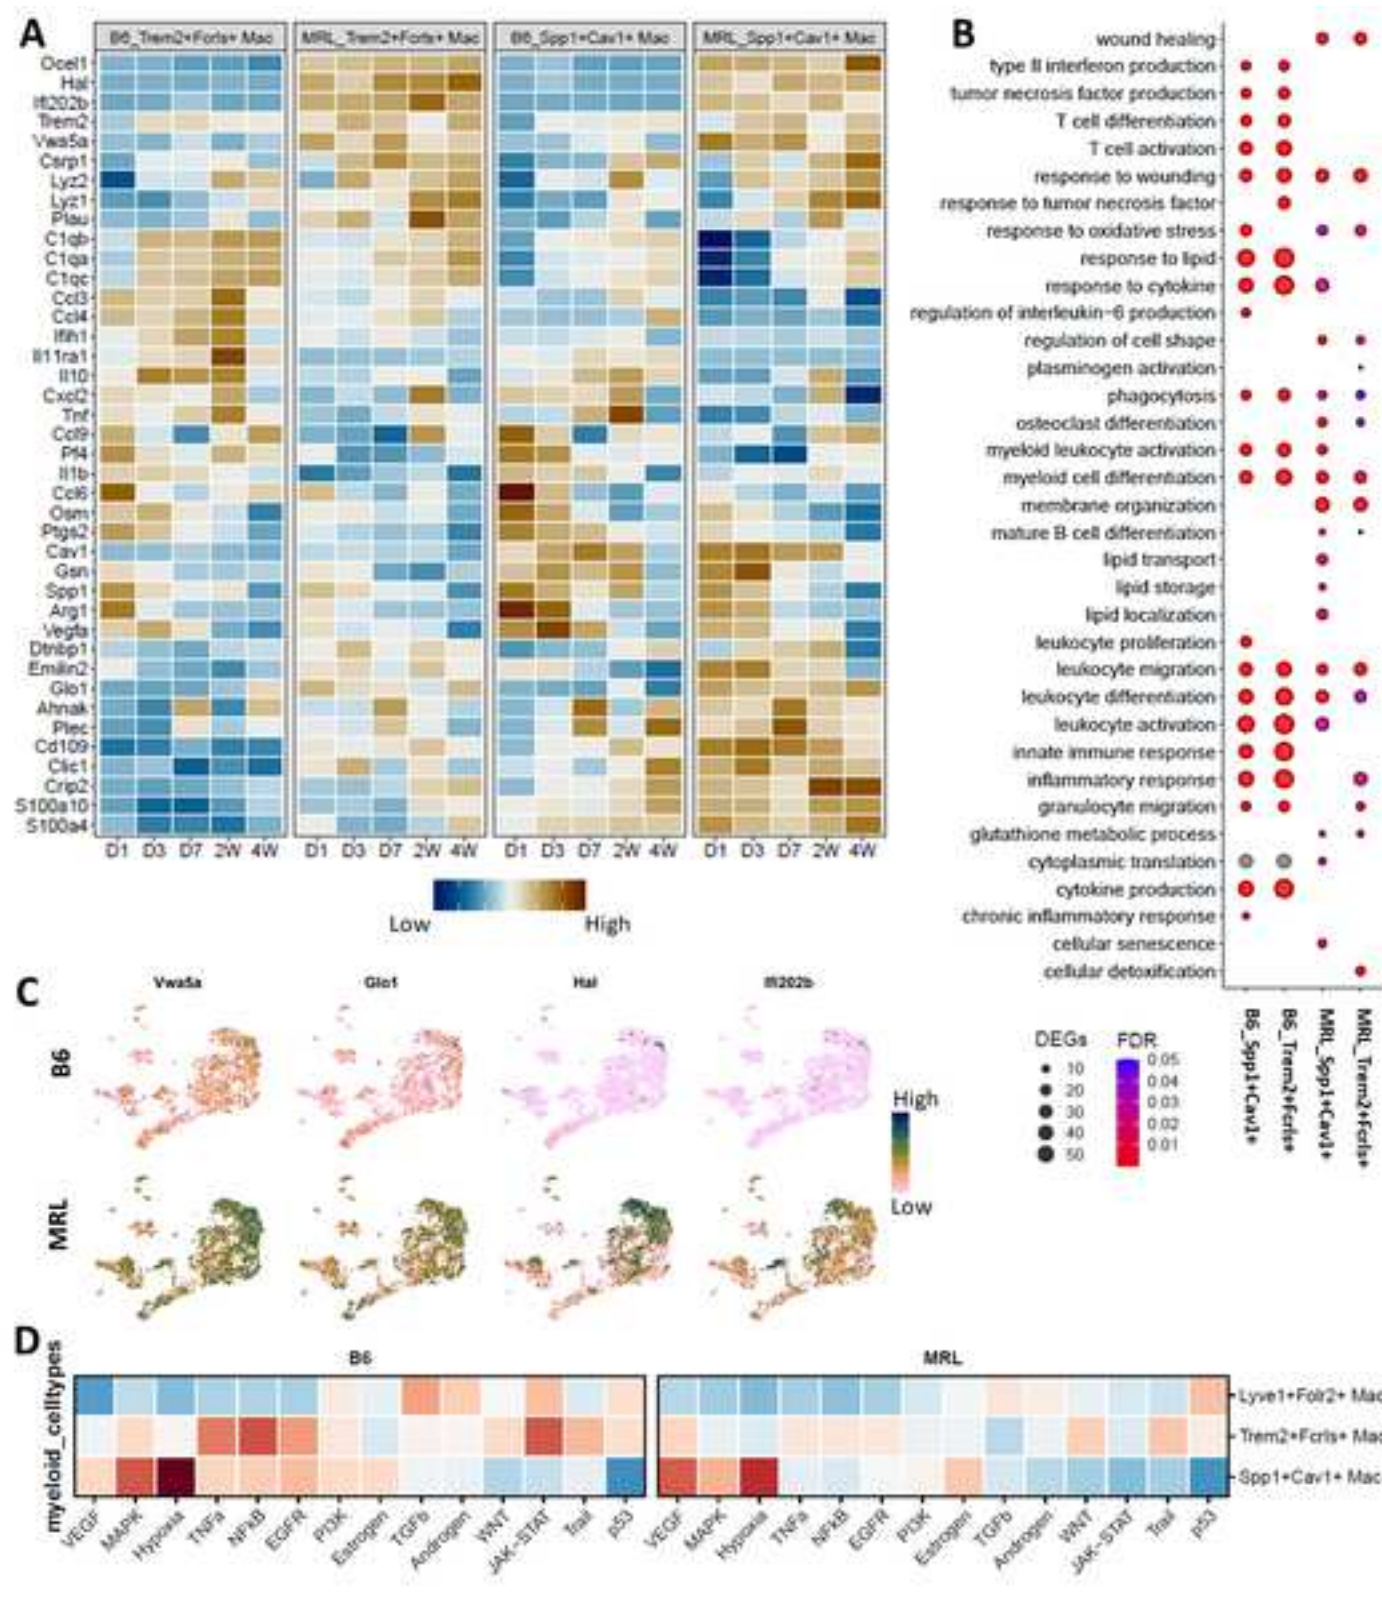 A
B6_Trem2+Fcrls+ Mac
MRL_Trem2+Fcrls+ Mac
B6_Spp1+Cav1+ Mac
MRL_Spp1+Cav1+ Mac
Ocel1
Hal
Ifi202b
Trem2
Vwa5a
Csrp1
Lyz2
Lyz1
Plau
C1qb
C1qa
C1qc
Ccl3
Ccl4
Ifih1
Il11ra1
Il10
Cxcl2
Tnf
Ccl9
Pf4
Il1b
Ccl6
Osm
Ptgs2
Cav1
Gsn
Spp1
Arg1
Vegfa
Dtnbp1
Emilin2
Glo1
Ahnak
Plec
Cd109
Clic1
Crip2
S100a10
S100a4
D1 D3 D7 2W 4W D1 D3 D7 2W 4W D1 D3 D7 2W 4W D1 D3 D7 2W 4W
Low High
B
wound healing
type II interferon production
tumor necrosis factor production
T cell differentiation
T cell activation
response to wounding
response to tumor necrosis factor
response to oxidative stress
response to lipid
response to cytokine
regulation of interleukin-6 production
regulation of cell shape
plasminogen activation
phagocytosis
osteoclast differentiation
myeloid leukocyte activation
myeloid cell differentiation
membrane organization
mature B cell differentiation
lipid transport
lipid storage
lipid localization
leukocyte proliferation
leukocyte migration
leukocyte differentiation
leukocyte activation
innate immune response
inflammatory response
granulocyte migration
glutathione metabolic process
cytoplasmic translation
cytokine production
chronic inflammatory response
cellular senescence
cellular detoxification
B6_Spp1+Cav1+
B6_Trem2+Fcrls+
MRL_Spp1+Cav1+
MRL_Trem2+Fcrls+
DEGs
10
20
30
40
50
FDR
0.05
0.04
0.03
0.02
0.01
C
Vwa5a Glo1 Hal Ifi202b
B6
MRL
High
Low
D
B6 MRL
myeloid_celltypes
Lyve1+Folr2+ Mac
Trem2+Fcrls+ Mac
Spp1+Cav1+ Mac
VEGF MAPK Hypoxia TNFa NFkB EGFR PI3K Estrogen TGFb Androgen WNT JAK-STAT Trail p53
VEGF MAPK Hypoxia TNFa NFkB EGFR PI3K Estrogen TGFb Androgen WNT JAK-STAT Trail p53